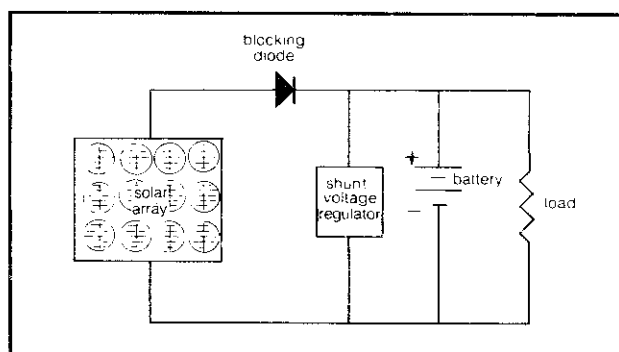 blocking
diode
solar
array
shunt
voltage
regulator
+
battery
−
load